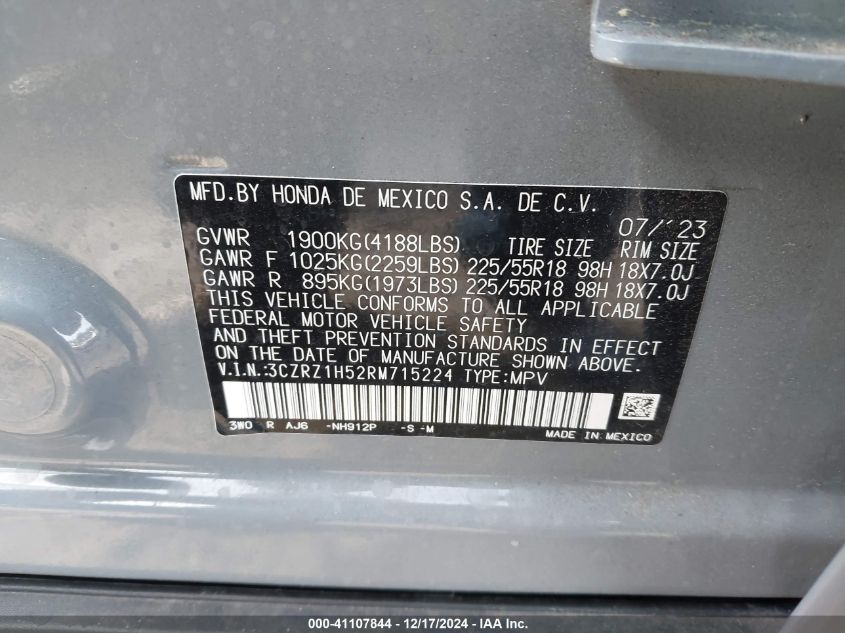 MFD.BY HONDA DE MEXICO S.A. DE C.V.
07/'23
GVWR 1900KG(4188LBS) TIRE SIZE RIM SIZE
GAWR F 1025KG(2259LBS) 225/55R18 98H 18X7.0J
GAWR R 895KG(1973LBS) 225/55R18 98H 18X7.0J
THIS VEHICLE CONFORMS TO ALL APPLICABLE
FEDERAL MOTOR VEHICLE SAFETY
AND THEFT PREVENTION STANDARDS IN EFFECT
ON THE DATE OF MANUFACTURE SHOWN ABOVE.
V.I.N.:3CZRZ1H52RM715224 TYPE:MPV
3W0 R AJ6 -NH912P -S -M
MADE IN MEXICO
000-41107844 / 12/17/2024 / IAA Inc.